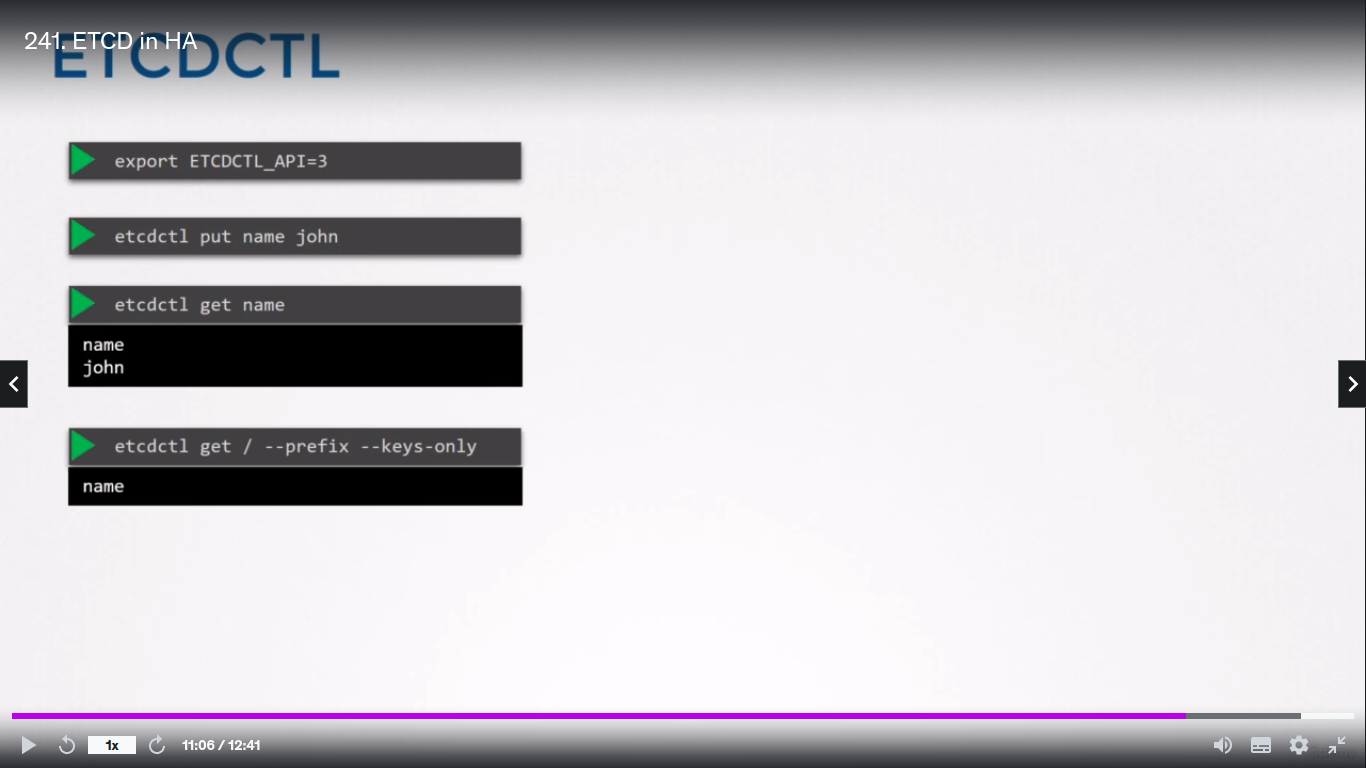 241. ETCD in HA
ETCDCTL
export ETCDCTL_API=3
etcdctl put name john
etcdctl get name
name
john
etcdctl get / --prefix --keys-only
name
1x
11:06 / 12:41